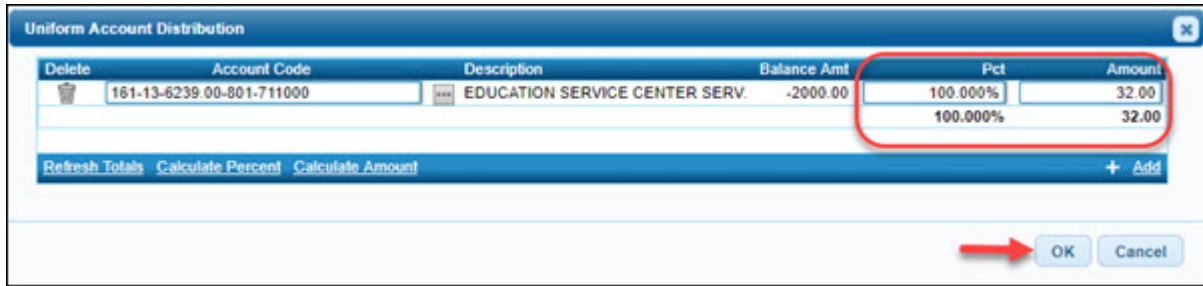 Uniform Account Distribution
Delete Account Code Description Balance Amt Pct Amount
161-13-6239.00-801-711000 ... EDUCATION SERVICE CENTER SERV. -2000.00 100.000% 32.00
100.000% 32.00
Refresh Totals Calculate Percent Calculate Amount + Add
OK Cancel